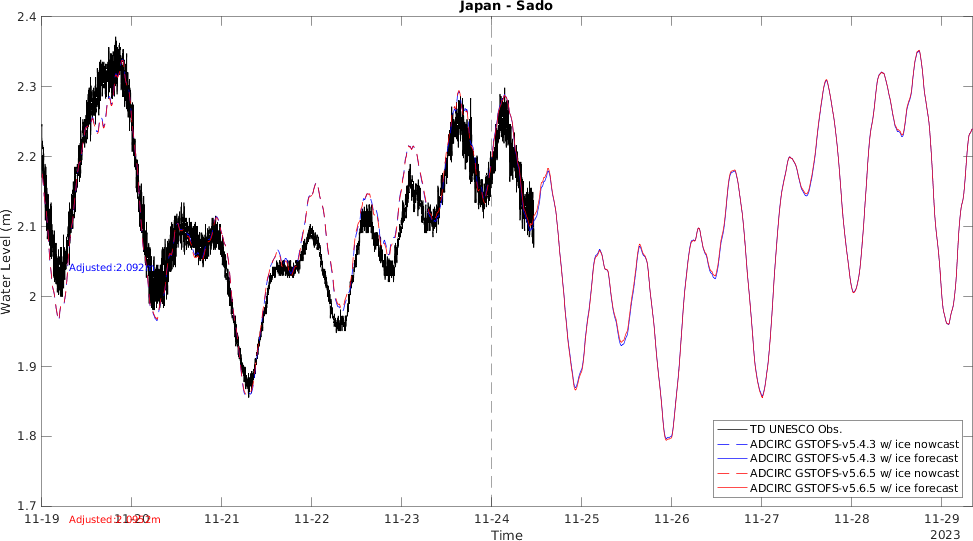 Japan - Sado
2.4
2.3
2.2
2.1
2
1.9
1.8
1.7
Water Level (m)
Adjusted:2.092m
TD UNESCO Obs.
ADCIRC GSTOFS-v5.4.3 w/ ice nowcast
ADCIRC GSTOFS-v5.4.3 w/ ice forecast
ADCIRC GSTOFS-v5.6.5 w/ ice nowcast
ADCIRC GSTOFS-v5.6.5 w/ ice forecast
11-19 11-20 11-21 11-22 11-23 11-24 11-25 11-26 11-27 11-28 11-29
Time
2023